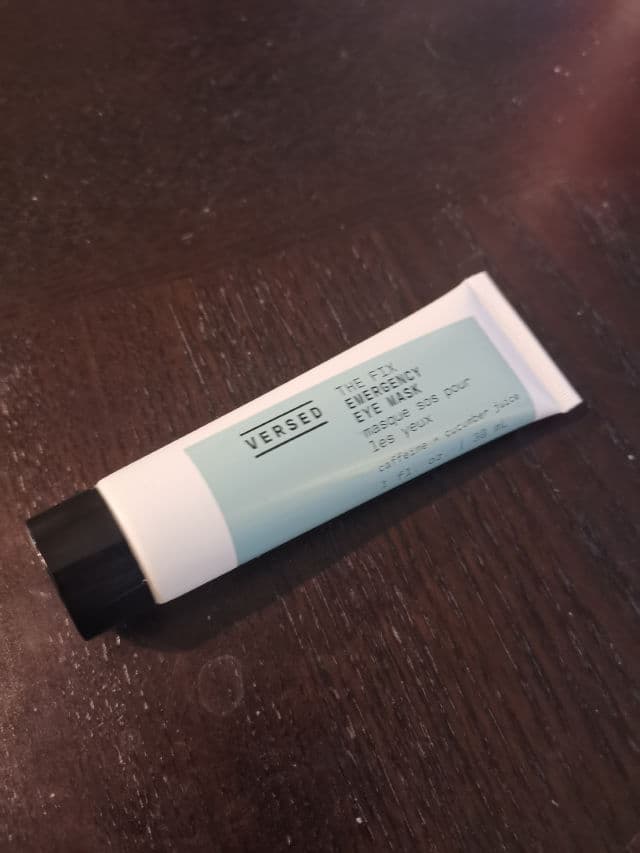 VERSED
THE FIX
EMERGENCY
EYE MASK
masque sos pour
les yeux
caffeine + cucumber juice
1 fl. oz. | 30 mL